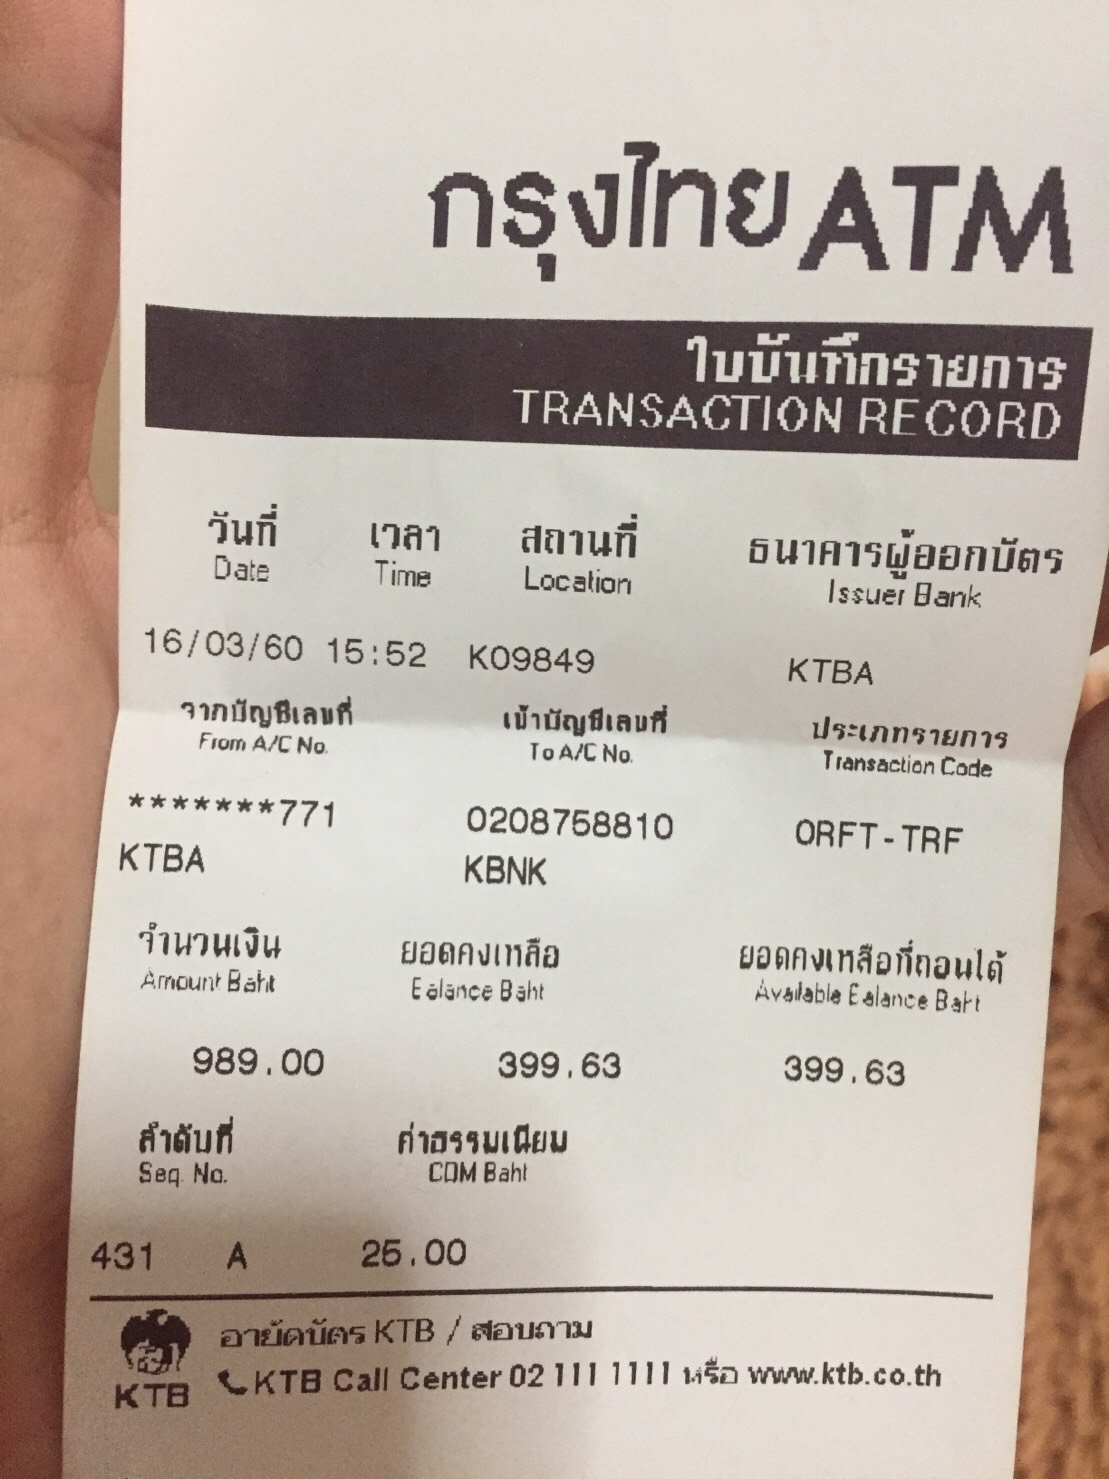 กรุงไทย ATM
ใบบันทึกรายการ
TRANSACTION RECORD
วันที่ เวลา สถานที่ ธนาคารผู้ออกบัตร
Date Time Location Issuer Bank
16/03/60 15:52 K09849 KTBA
จากบัญชีเลขที่ เข้าบัญชีเลขที่ ประเภทรายการ
From A/C No. To A/C No. Transaction Code
*******771 0208758810 ORFT-TRF
KTBA KBNK
จำนวนเงิน ยอดคงเหลือ ยอดคงเหลือที่ถอนได้
Amount Baht Balance Baht Available Balance Baht
989.00 399.63 399.63
ลำดับที่ ค่าธรรมเนียม
Seq. No. COM Baht
431 A 25.00
อายัดบัตร KTB / สอบถาม
KTB Call Center 02 111 1111 หรือ www.ktb.co.th
KTB